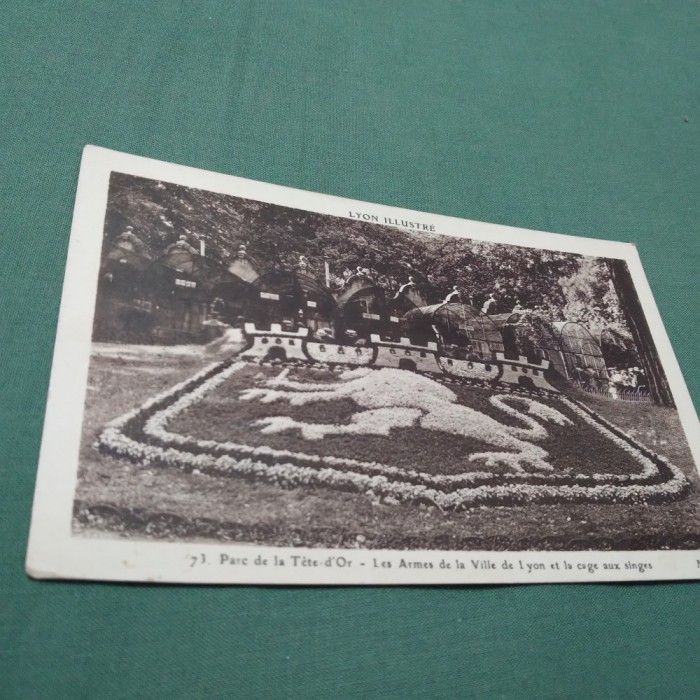 LYON ILLUSTRÉ
73. Parc de la Tête-d'Or - Les Armes de la Ville de Lyon et la cage aux singes